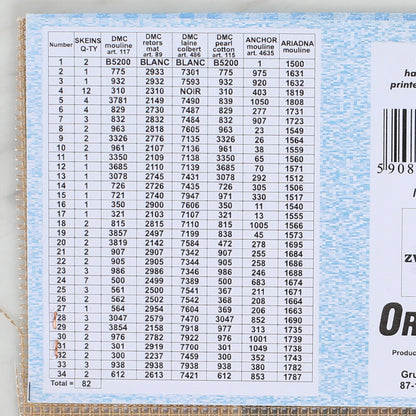 Number SKEINS Q-TY DMC mouline art. 117 DMC retors mat art. 89 DMC laine colbert art. 486 DMC pearl cotton art. 115 ANCHOR mouline art. 4635 ARIADNA mouline
1 2 B5200 BLANC BLANC B5200 1 1500
2 1 775 2933 7301 775 975 1631
3 1 932 2932 7593 932 920 1632
4 12 310 2310 NOIR 310 403 1819
5 4 3781 2149 7490 839 1050 1808
6 4 829 2730 7487 829 277 1731
7 3 832 2832 7484 832 907 1723
8 2 963 2818 7605 963 23 1549
9 2 3326 2776 7135 3326 26 1564
10 2 961 2107 7136 961 38 1559
11 1 3350 2109 7138 3350 65 1560
12 1 3685 2110 7139 3685 70 1571
13 1 3078 2745 7431 3078 292 1512
14 1 726 2726 7435 726 305 1506
15 1 721 2740 7947 971 330 1517
16 1 350 2900 7606 350 11 1540
17 1 321 2103 7107 321 13 1555
18 2 815 2815 7110 815 1005 1566
19 2 3857 2497 7199 838 45 1573
20 2 3819 2142 7584 472 278 1695
21 2 907 2907 7342 907 255 1684
22 2 905 2905 7344 905 258 1686
23 3 986 2986 7346 986 246 1688
24 3 500 2499 7389 500 683 1764
25 3 561 2500 7541 367 211 1671
26 2 562 2502 7542 368 208 1664
27 1 564 2954 7604 369 206 1663
28 3 3047 2579 7470 3047 852 1690
29 2 3854 2158 7918 977 313 1735
30 2 976 2782 7922 976 1001 1739
31 2 301 2919 7700 301 1049 1738
32 2 300 2237 7459 300 352 1743
33 3 938 2938 7938 938 380 1382
34 2 612 2613 7421 612 853 1787
Total = 82
ha
printe
5 908
zv
OR
Produc
Gru
87-1